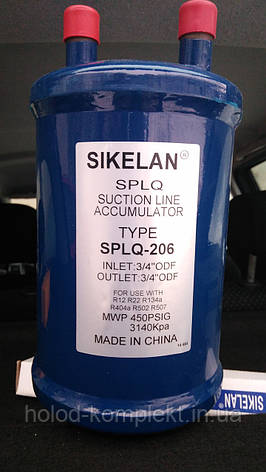 SIKELAN®
SPLQ
SUCTION LINE
ACCUMULATOR
TYPE
SPLQ-206
INLET:3/4"ODF
OUTLET:3/4"ODF
FOR USE WITH
R12 R22 R134a
R404a R502 R507
MWP 450PSIG
3140Kpa
MADE IN CHINA
SIKELAN
holod-komplekt.in.ua